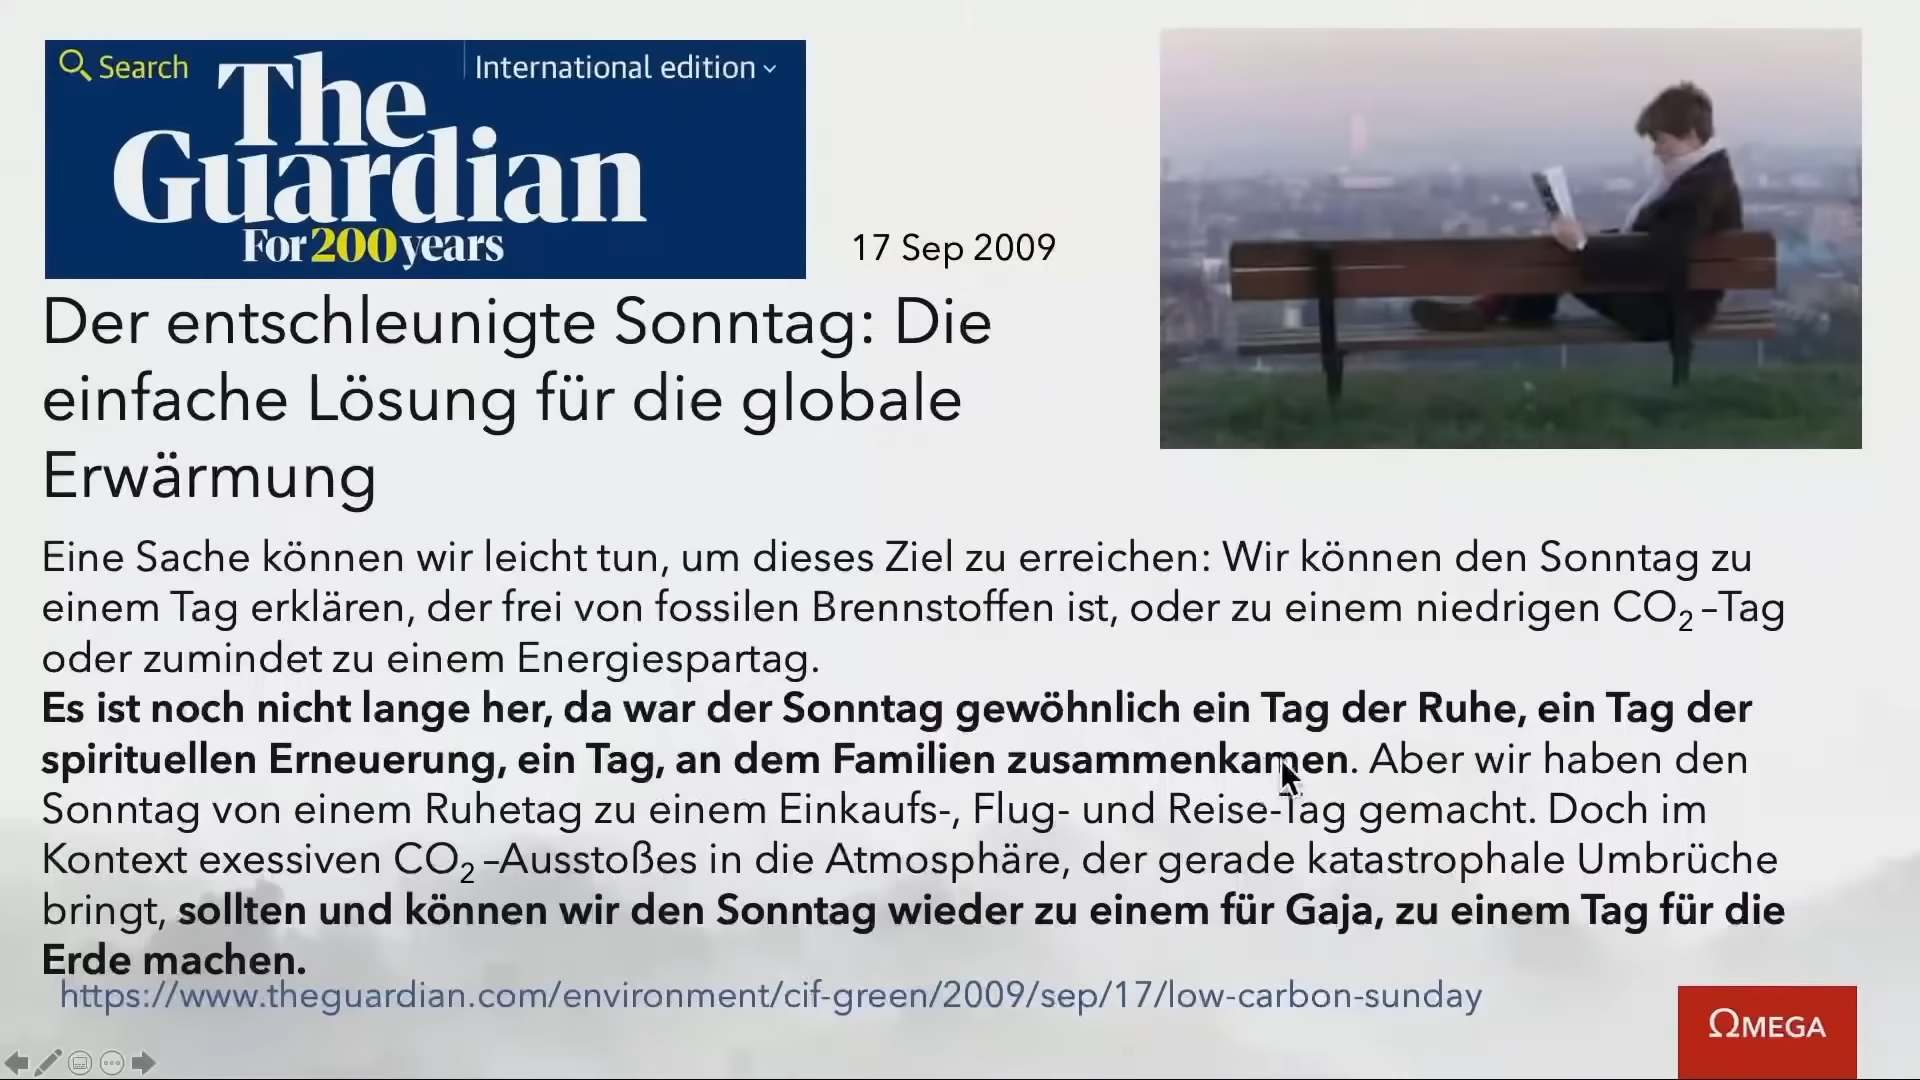 Search
International edition
The
Guardian
For 200 years
17 Sep 2009
Der entschleunigte Sonntag: Die
einfache Lösung für die globale
Erwärmung
Eine Sache können wir leicht tun, um dieses Ziel zu erreichen: Wir können den Sonntag zu
einem Tag erklären, der frei von fossilen Brennstoffen ist, oder zu einem niedrigen CO₂ –Tag
oder zumindet zu einem Energiespartag.
Es ist noch nicht lange her, da war der Sonntag gewöhnlich ein Tag der Ruhe, ein Tag der
spirituellen Erneuerung, ein Tag, an dem Familien zusammenkamen. Aber wir haben den
Sonntag von einem Ruhetag zu einem Einkaufs-, Flug- und Reise-Tag gemacht. Doch im
Kontext exessiven CO₂ –Ausstoßes in die Atmosphäre, der gerade katastrophale Umbrüche
bringt, sollten und können wir den Sonntag wieder zu einem für Gaja, zu einem Tag für die
Erde machen.
https://www.theguardian.com/environment/cif-green/2009/sep/17/low-carbon-sunday
ΩMEGA